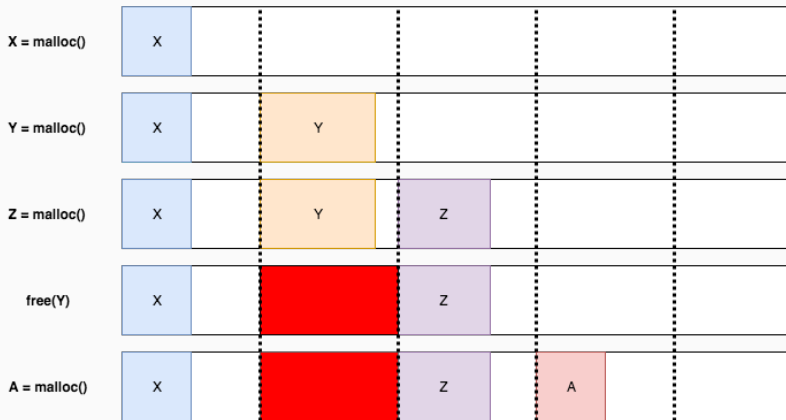 X = malloc() X
Y = malloc() X Y
Z = malloc() X Y Z
free(Y) X Z
A = malloc() X Z A